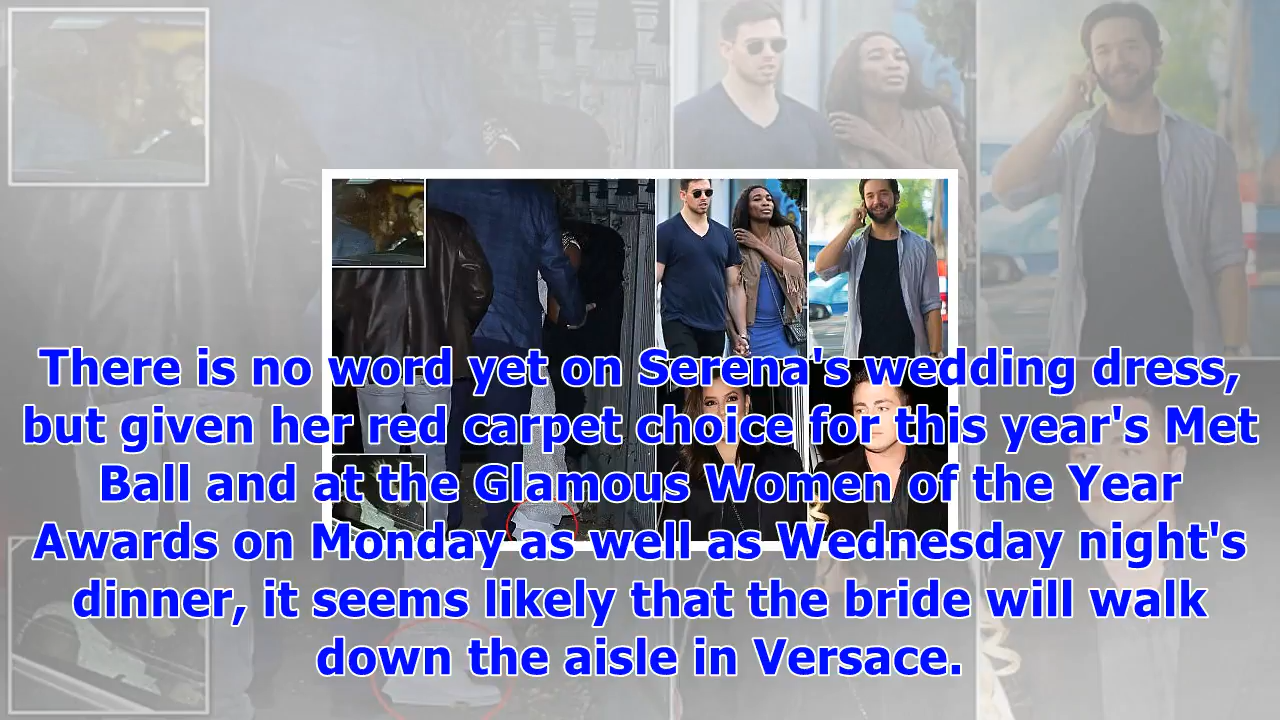 There is no word yet on Serena's wedding dress,
but given her red carpet choice for this year's Met
Ball and at the Glamous Women of the Year
Awards on Monday as well as Wednesday night's
dinner, it seems likely that the bride will walk
down the aisle in Versace.